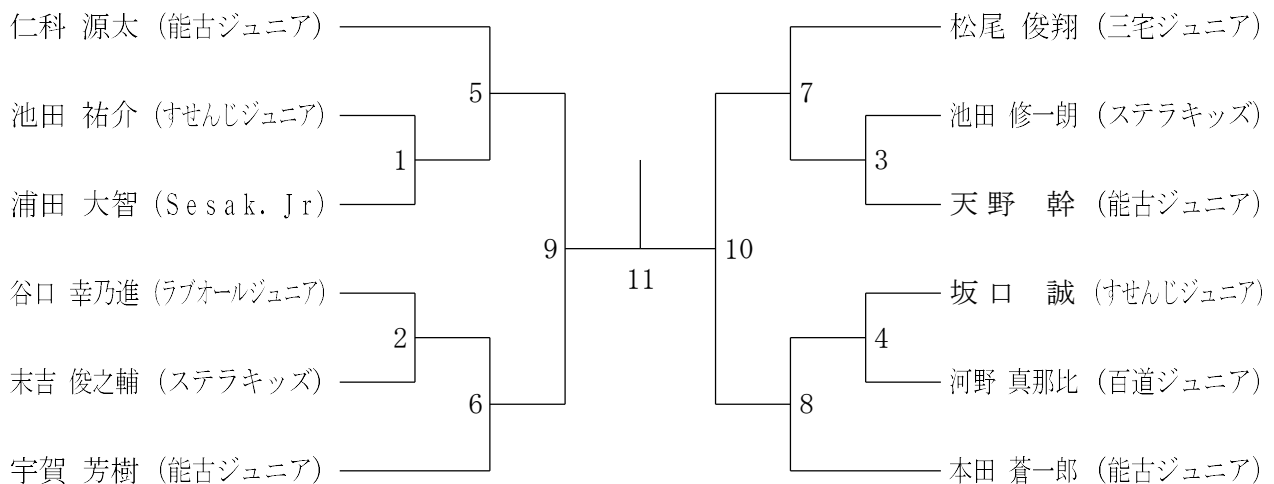 仁科 源太 (能古ジュニア)
5
池田 祐介 (すせんじジュニア)
1
浦田 大智 (Sesak. Jr)
9
谷口 幸乃進 (ラブオールジュニア)
2
末吉 俊之輔 (ステラキッズ)
6
宇賀 芳樹 (能古ジュニア)
11
松尾 俊翔 (三宅ジュニア)
7
池田 修一朗 (ステラキッズ)
3
天野 幹 (能古ジュニア)
10
坂口 誠 (すせんじジュニア)
4
河野 真那比 (百道ジュニア)
8
本田 蒼一郎 (能古ジュニア)